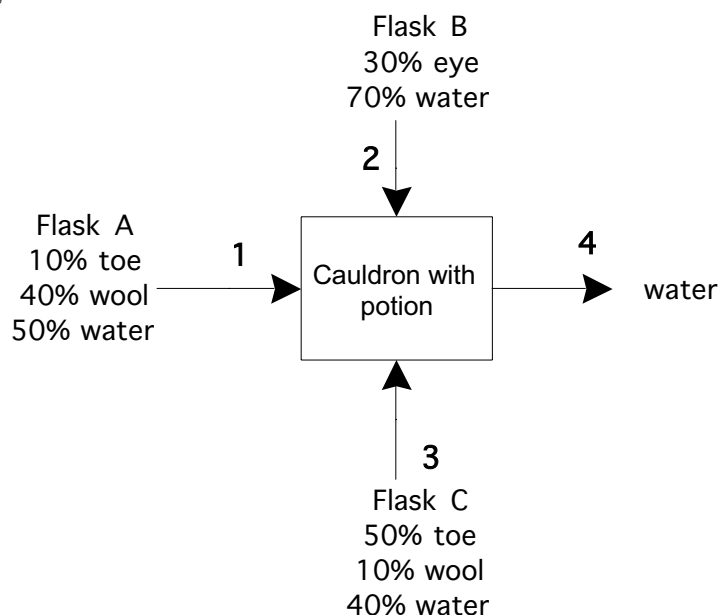 Flask B
30% eye
70% water
2
Flask A
10% toe
40% wool
50% water
1
Cauldron with
potion
4
water
3
Flask C
50% toe
10% wool
40% water